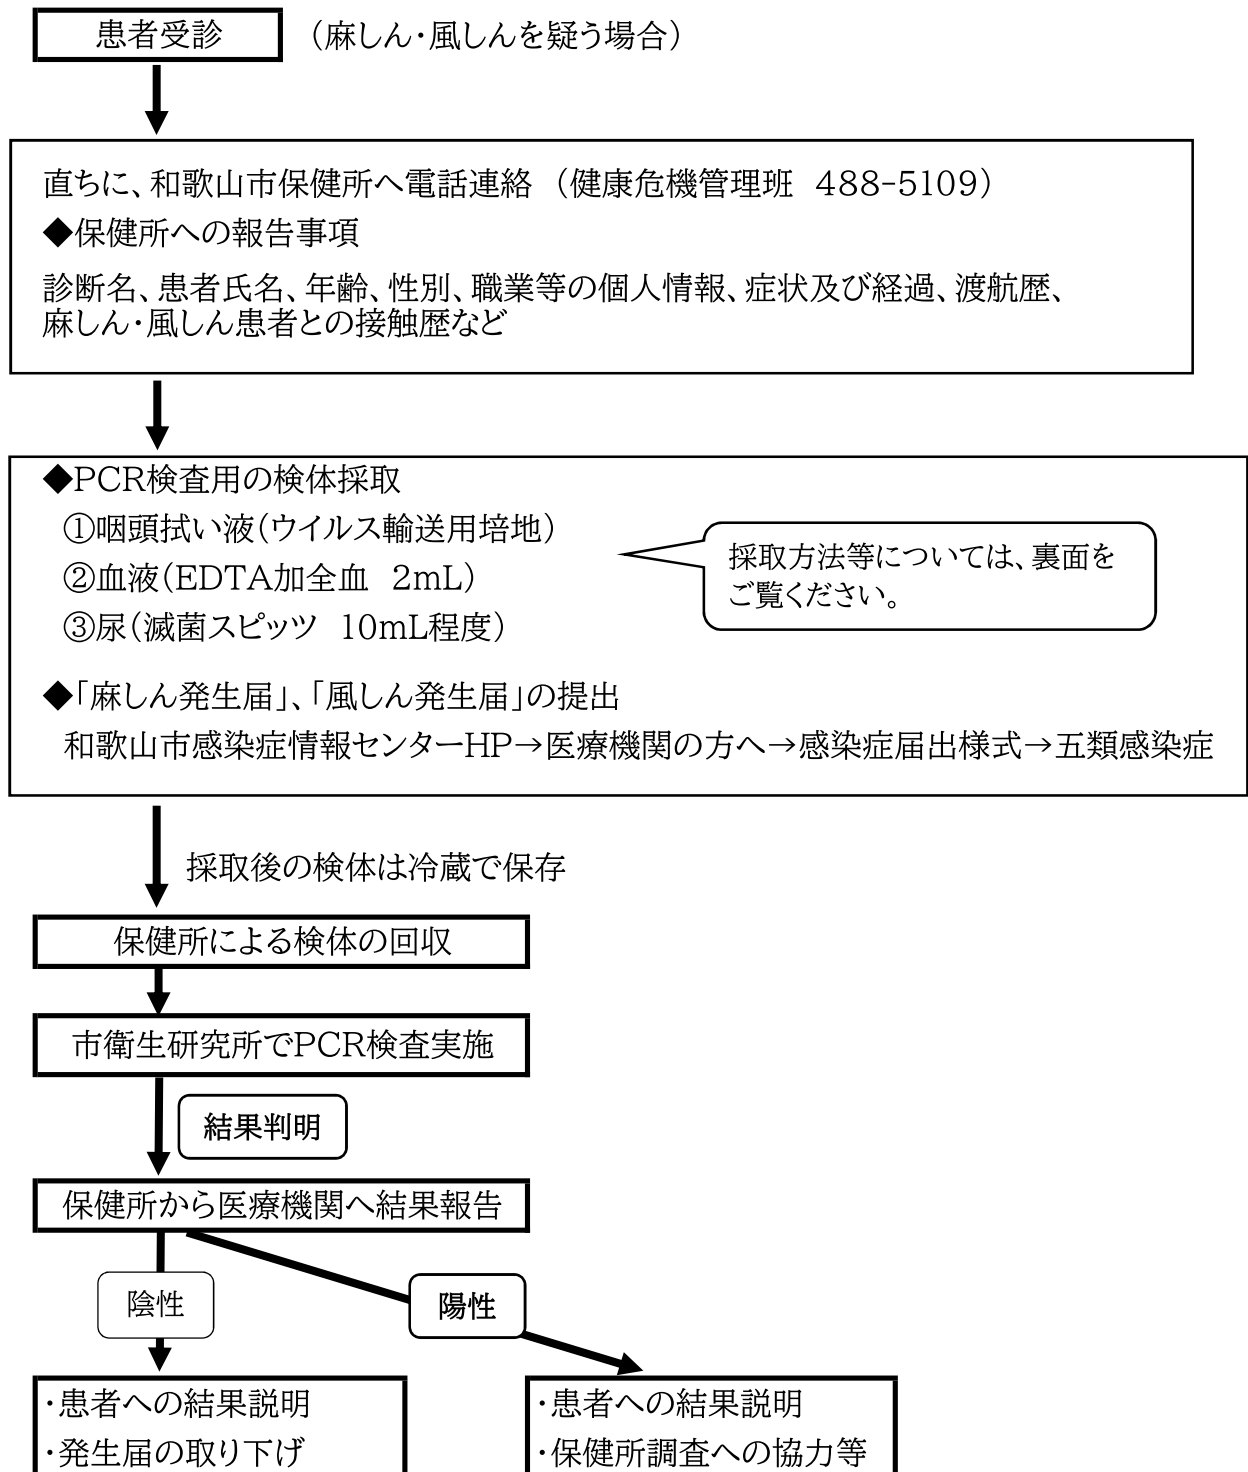 患者受診 （麻しん・風しんを疑う場合）
直ちに、和歌山市保健所へ電話連絡 （健康危機管理班 488-5109）
◆保健所への報告事項
診断名、患者氏名、年齢、性別、職業等の個人情報、症状及び経過、渡航歴、
麻しん・風しん患者との接触歴など
◆PCR検査用の検体採取
①咽頭拭い液（ウイルス輸送用培地）
②血液（EDTA加全血 2mL）
③尿（滅菌スピッツ 10mL程度）
採取方法等については、裏面を
ご覧ください。
◆「麻しん発生届」、「風しん発生届」の提出
和歌山市感染症情報センターHP→医療機関の方へ→感染症届出様式→五類感染症
採取後の検体は冷蔵で保存
保健所による検体の回収
市衛生研究所でPCR検査実施
結果判明
保健所から医療機関へ結果報告
陰性
陽性
・患者への結果説明
・発生届の取り下げ
・患者への結果説明
・保健所調査への協力等